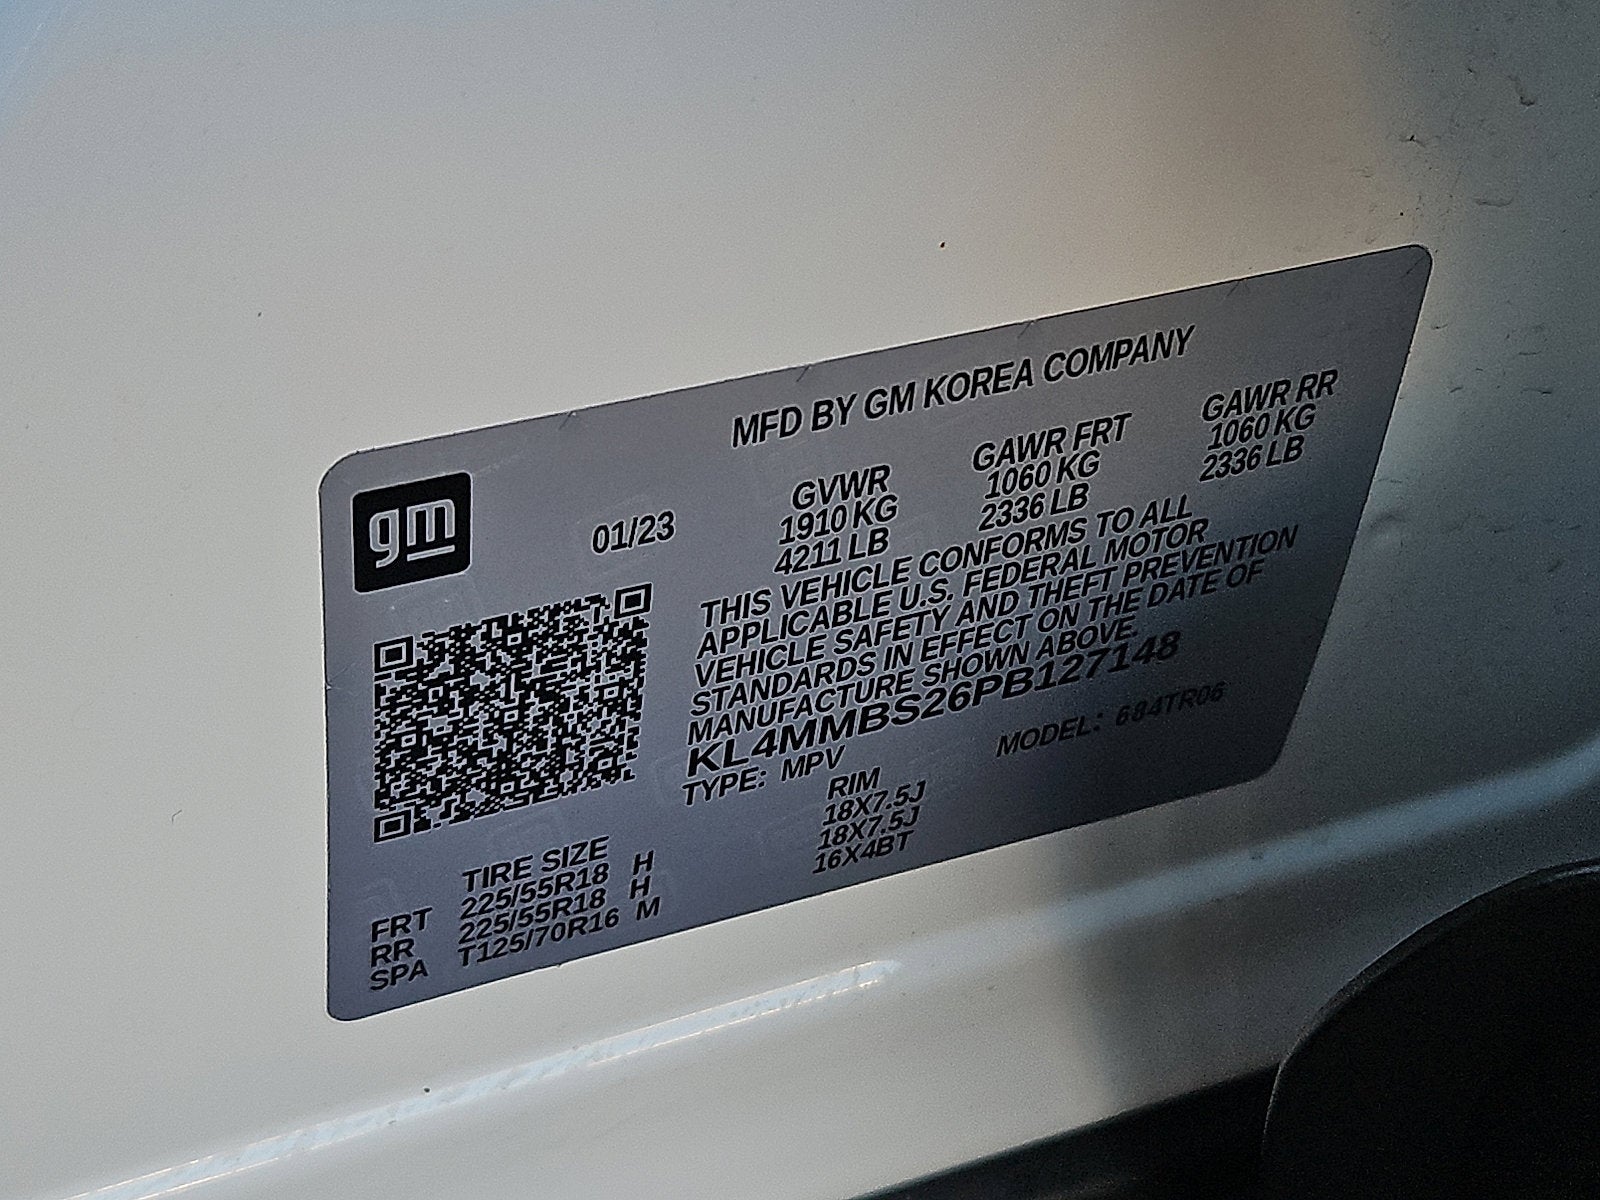 MFD BY GM KOREA COMPANY
gm
01/23
GVWR GAWR FRT GAWR RR
1910 KG 1060 KG 1060 KG
4211 LB 2336 LB 2336 LB
THIS VEHICLE CONFORMS TO ALL
APPLICABLE U.S. FEDERAL MOTOR
VEHICLE SAFETY AND THEFT PREVENTION
STANDARDS IN EFFECT ON THE DATE OF
MANUFACTURE SHOWN ABOVE.
KL4MMBS26PB127148
TYPE: MPV MODEL: 684TR06
TIRE SIZE RIM
FRT 225/55R18 H 18X7.5J
RR 225/55R18 H 18X7.5J
SPA T125/70R16 M 16X4BT